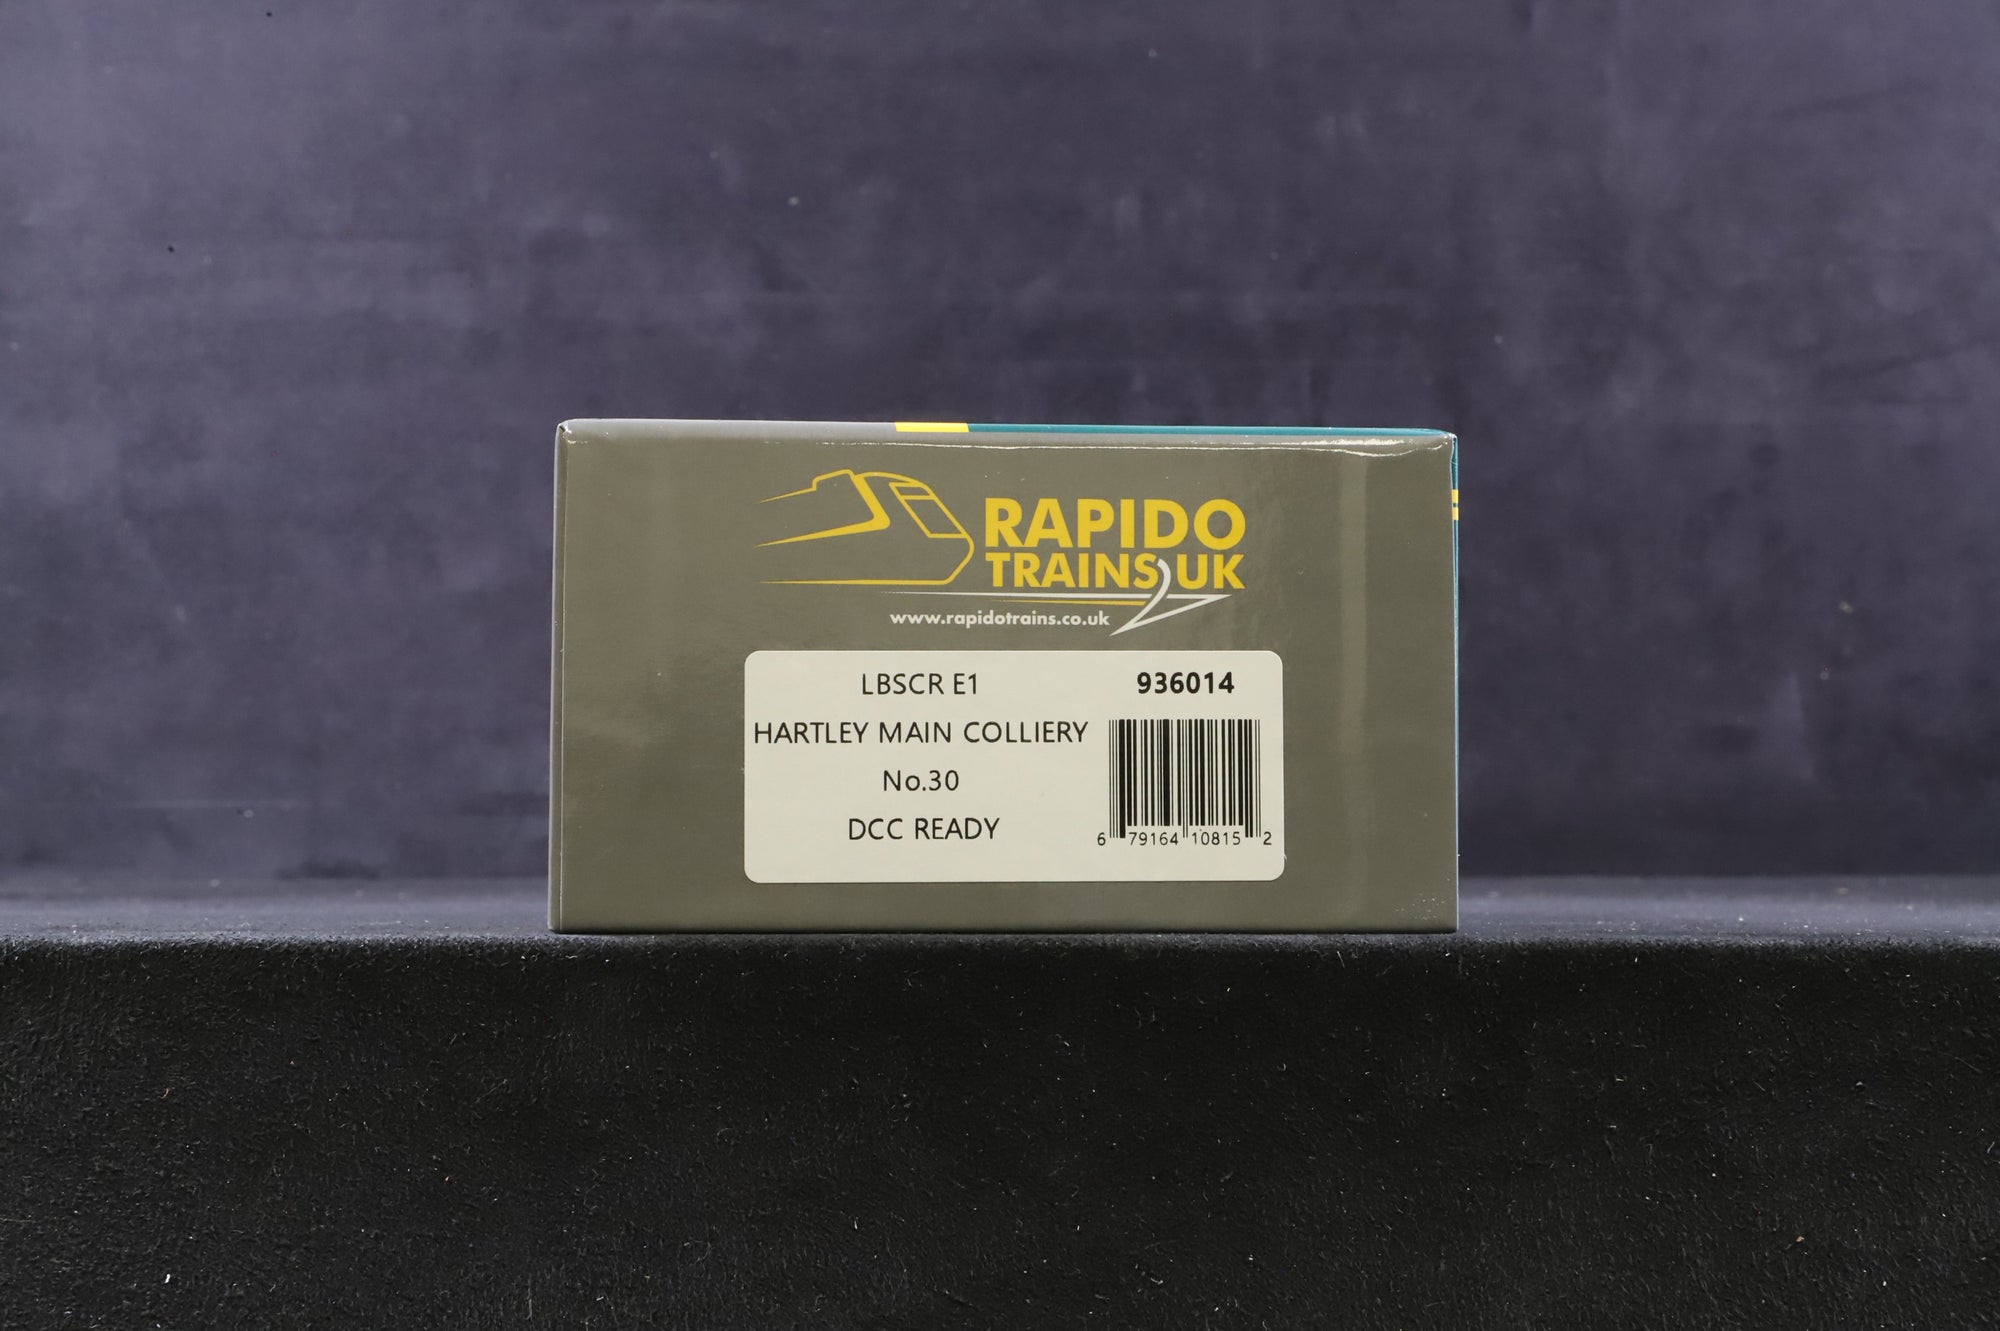 RAPIDO
TRAINS UK
www.rapidotrains.co.uk
LBSCR E1
936014
HARTLEY MAIN COLLIERY
No.30
DCC READY
6 79164 10815 2